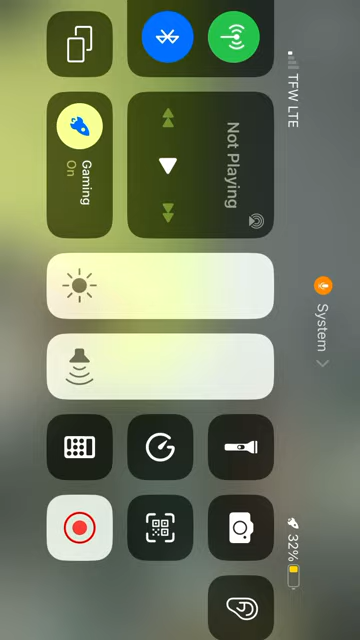 TFW LTE
System
32%
Not Playing
Gaming
On